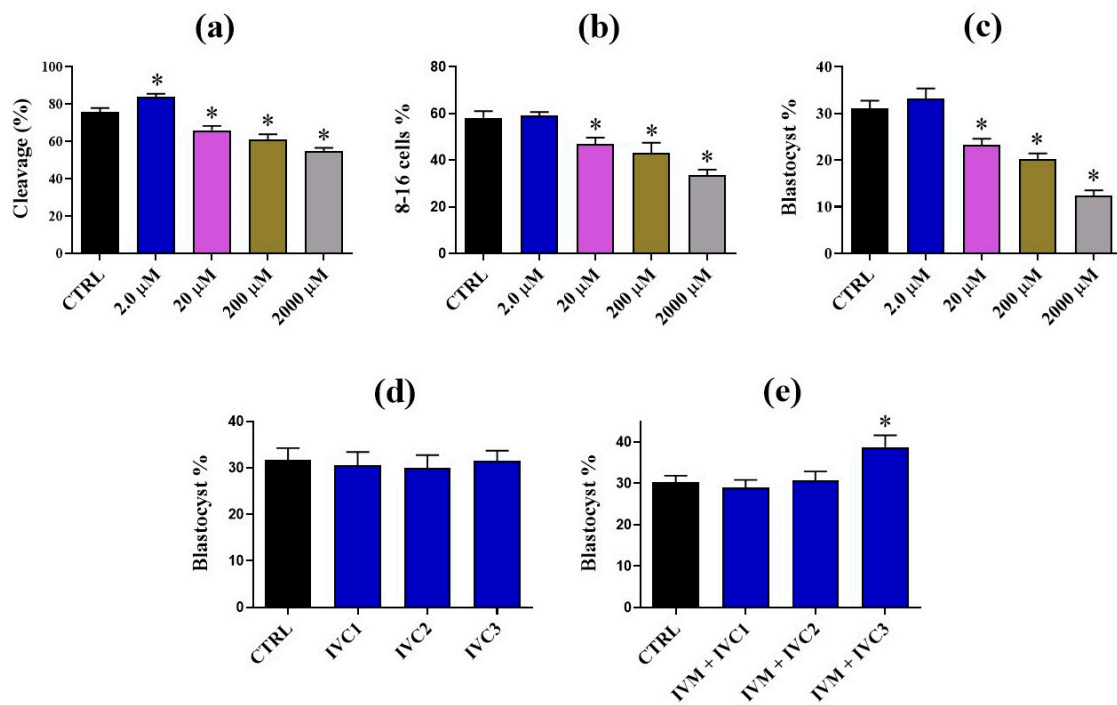 (a)
Cleavage (%)
100
80
60
40
20
0
*
*
*
*
CTRL
2.0 μM
20 μM
200 μM
2000 μM
(b)
8-16 cells %
80
60
40
20
0
*
*
*
CTRL
2.0 μM
20 μM
200 μM
2000 μM
(c)
Blastocyst %
40
30
20
10
0
*
*
*
CTRL
2.0 μM
20 μM
200 μM
2000 μM
(d)
Blastocyst %
40
30
20
10
0
CTRL
IVC1
IVC2
IVC3
(e)
Blastocyst %
40
30
20
10
0
*
CTRL
IVM + IVC1
IVM + IVC2
IVM + IVC3